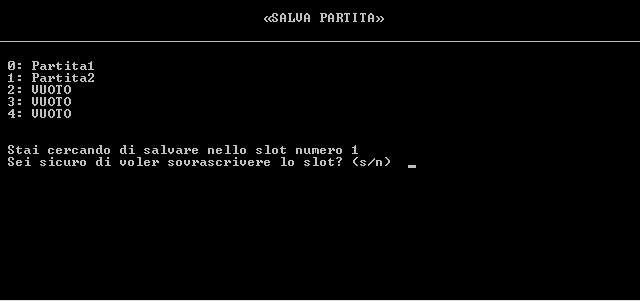 «SALVA PARTITA»
0: Partita1
1: Partita2
2: VUOTO
3: VUOTO
4: VUOTO
Stai cercando di salvare nello slot numero 1
Sei sicuro di voler sovrascrivere lo slot? (s/n) _